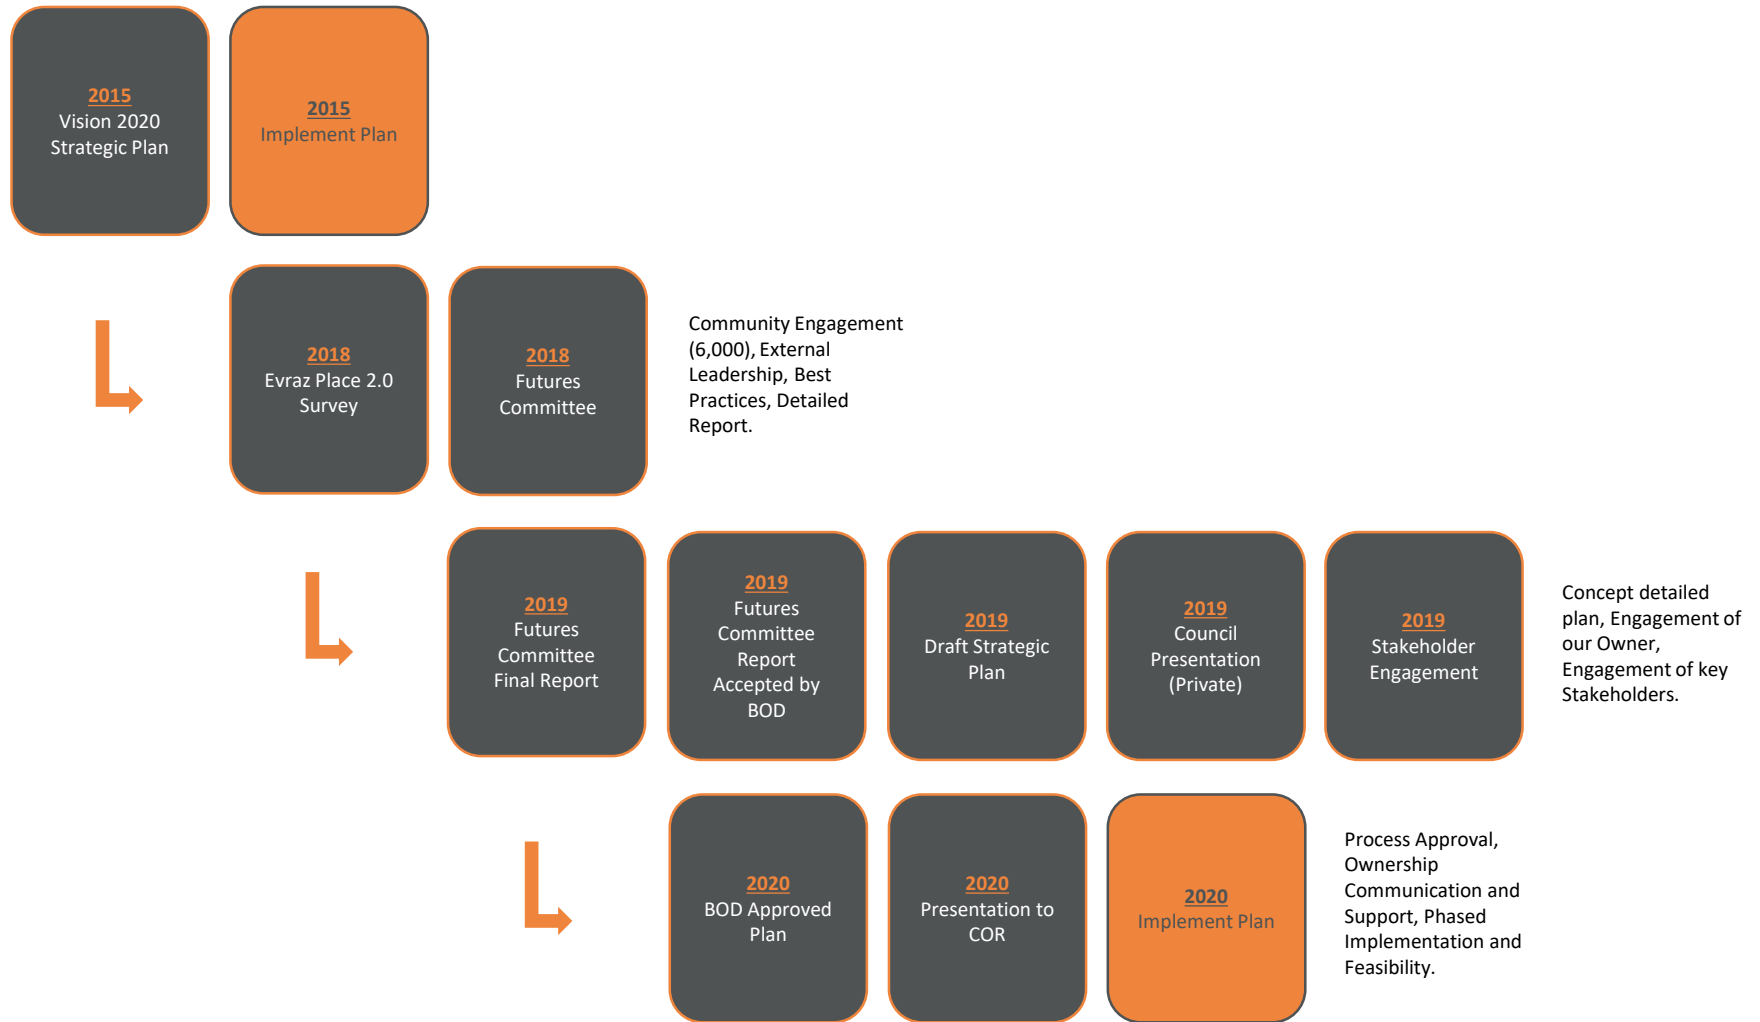 2015
Vision 2020
Strategic Plan
2015
Implement Plan
2018
Evraz Place 2.0
Survey
2018
Futures
Committee
Community Engagement
(6,000), External
Leadership, Best
Practices, Detailed
Report.
2019
Futures
Committee
Final Report
2019
Futures
Committee
Report
Accepted by
BOD
2019
Draft Strategic
Plan
2019
Council
Presentation
(Private)
2019
Stakeholder
Engagement
Concept detailed
plan, Engagement of
our Owner,
Engagement of key
Stakeholders.
2020
BOD Approved
Plan
2020
Presentation to
COR
2020
Implement Plan
Process Approval,
Ownership
Communication and
Support, Phased
Implementation and
Feasibility.